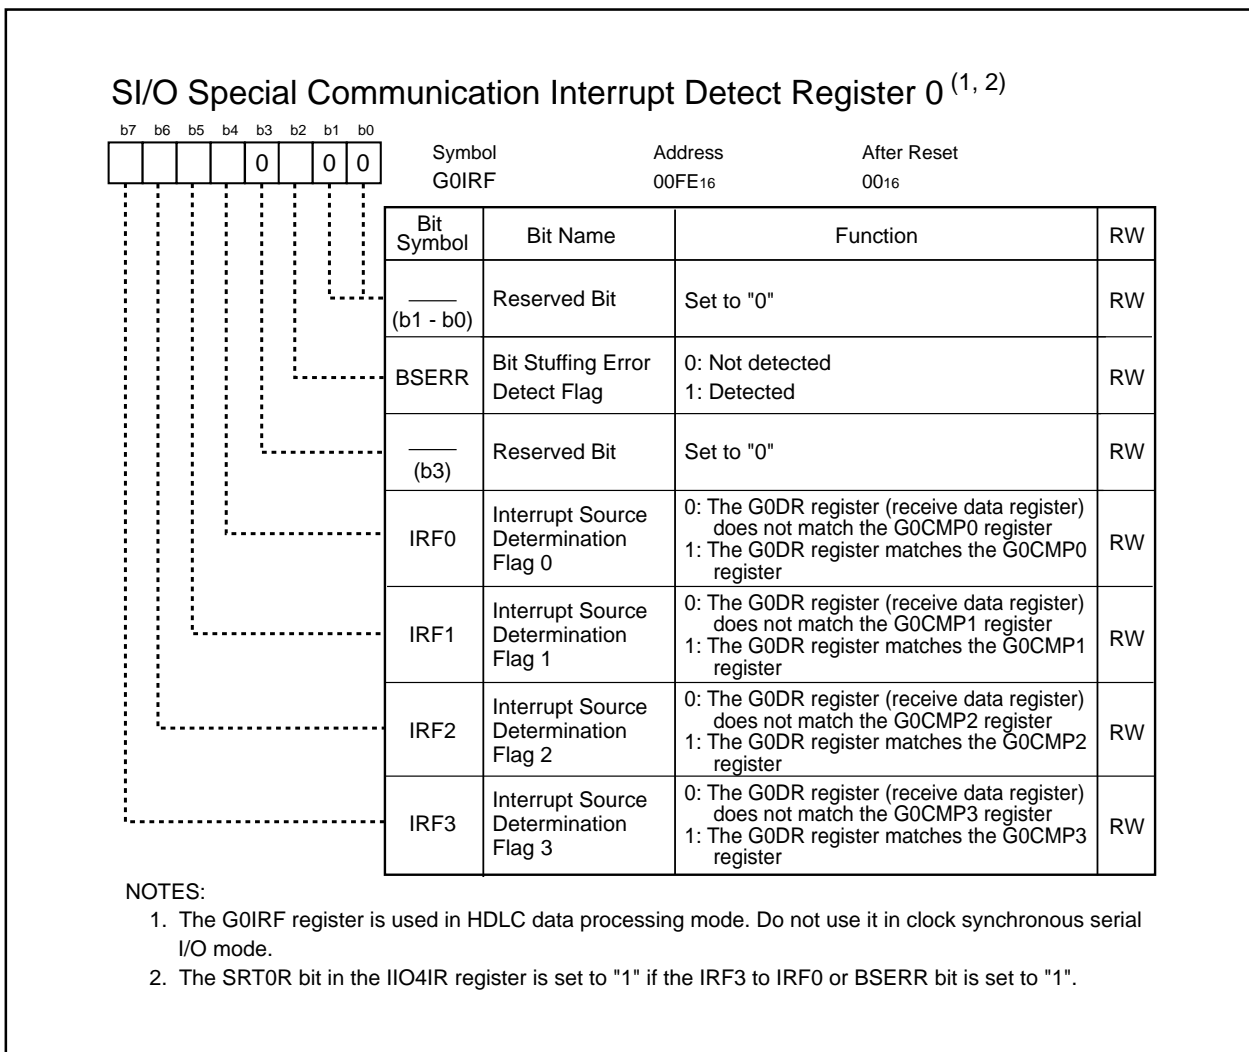 SI/O Special Communication Interrupt Detect Register 0 (1, 2)
b7 b6 b5 b4 b3 b2 b1 b0
0 0 0
Symbol Address After Reset
G0IRF 00FE16 0016
Bit Symbol Bit Name Function RW
(b1 - b0) Reserved Bit Set to "0" RW
BSERR Bit Stuffing Error Detect Flag 0: Not detected
1: Detected RW
(b3) Reserved Bit Set to "0" RW
IRF0 Interrupt Source Determination Flag 0 0: The G0DR register (receive data register)
does not match the G0CMP0 register
1: The G0DR register matches the G0CMP0
register RW
IRF1 Interrupt Source Determination Flag 1 0: The G0DR register (receive data register)
does not match the G0CMP1 register
1: The G0DR register matches the G0CMP1
register RW
IRF2 Interrupt Source Determination Flag 2 0: The G0DR register (receive data register)
does not match the G0CMP2 register
1: The G0DR register matches the G0CMP2
register RW
IRF3 Interrupt Source Determination Flag 3 0: The G0DR register (receive data register)
does not match the G0CMP3 register
1: The G0DR register matches the G0CMP3
register RW
NOTES:
1. The G0IRF register is used in HDLC data processing mode. Do not use it in clock synchronous serial
I/O mode.
2. The SRT0R bit in the IIO4IR register is set to "1" if the IRF3 to IRF0 or BSERR bit is set to "1".